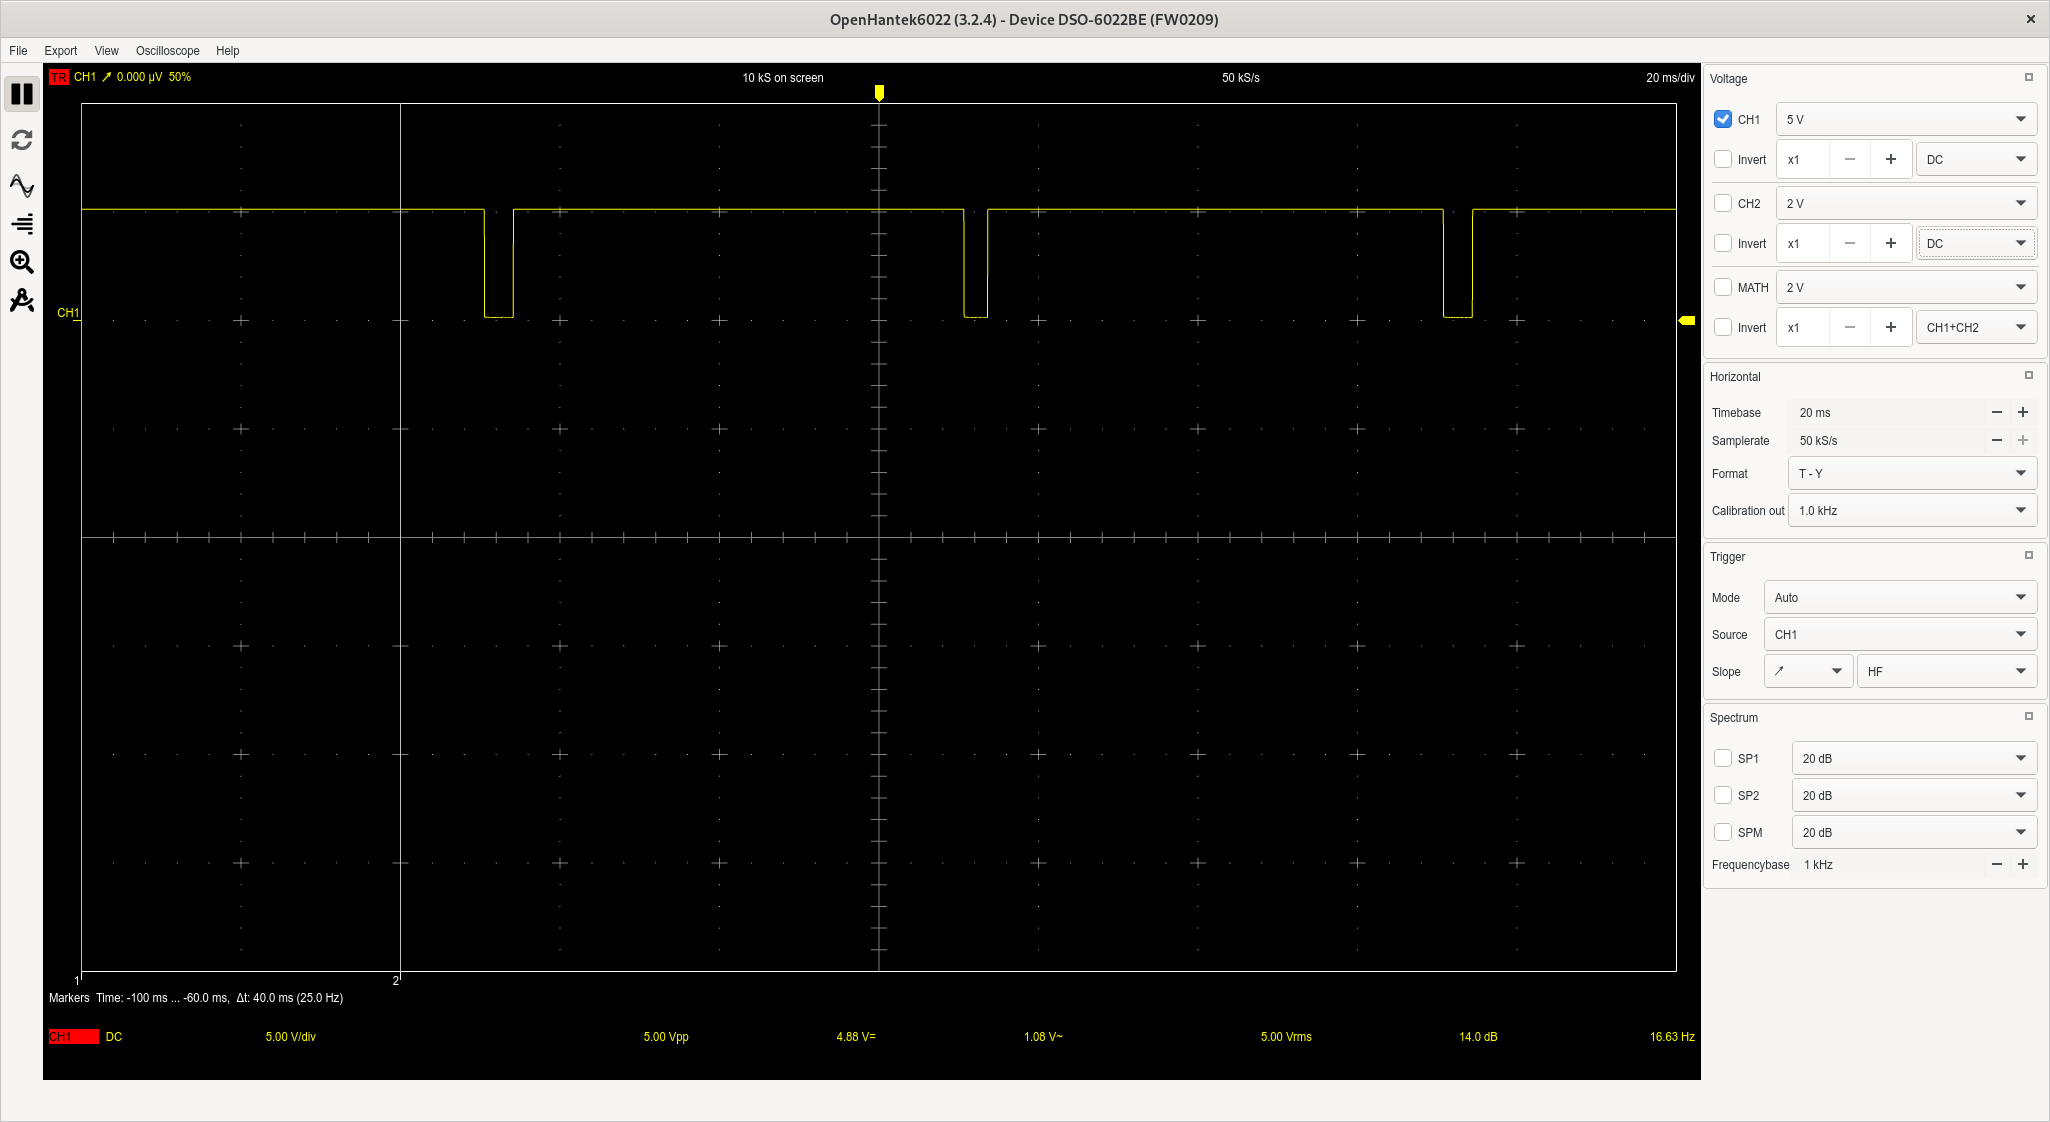 OpenHantek6022 (3.2.4) - Device DSO-6022BE (FW0209)
File Export View Oscilloscope Help
TR CH1 0.000 µV 50% 10 kS on screen 50 kS/s 20 ms/div
CH1
1 2
Markers Time: -100 ms ... -60.0 ms, Δt: 40.0 ms (25.0 Hz)
CH1 DC 5.00 V/div 5.00 Vpp 4.88 V= 1.08 V~ 5.00 Vrms 14.0 dB 16.63 Hz
Voltage
CH1 5 V
Invert x1 − + DC
CH2 2 V
Invert x1 − + DC
MATH 2 V
Invert x1 − + CH1+CH2
Horizontal
Timebase 20 ms − +
Samplerate 50 kS/s − +
Format T - Y
Calibration out 1.0 kHz
Trigger
Mode Auto
Source CH1
Slope HF
Spectrum
SP1 20 dB
SP2 20 dB
SPM 20 dB
Frequencybase 1 kHz − +